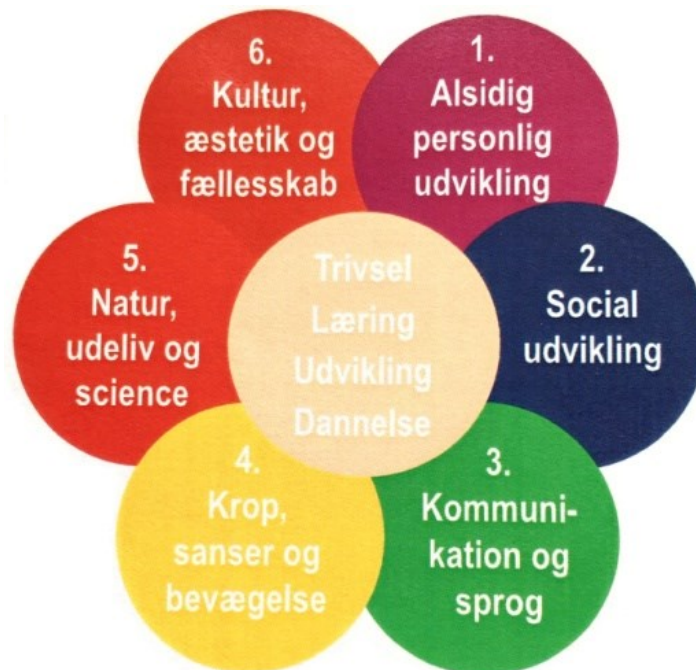 1.
Alsidig
personlig
udvikling
2.
Social
udvikling
3.
Kommuni-
kation og
sprog
4.
Krop,
sanser og
bevægelse
5.
Natur,
udeliv og
science
6.
Kultur,
æstetik og
fællesskab
Trivsel
Læring
Udvikling
Dannelse